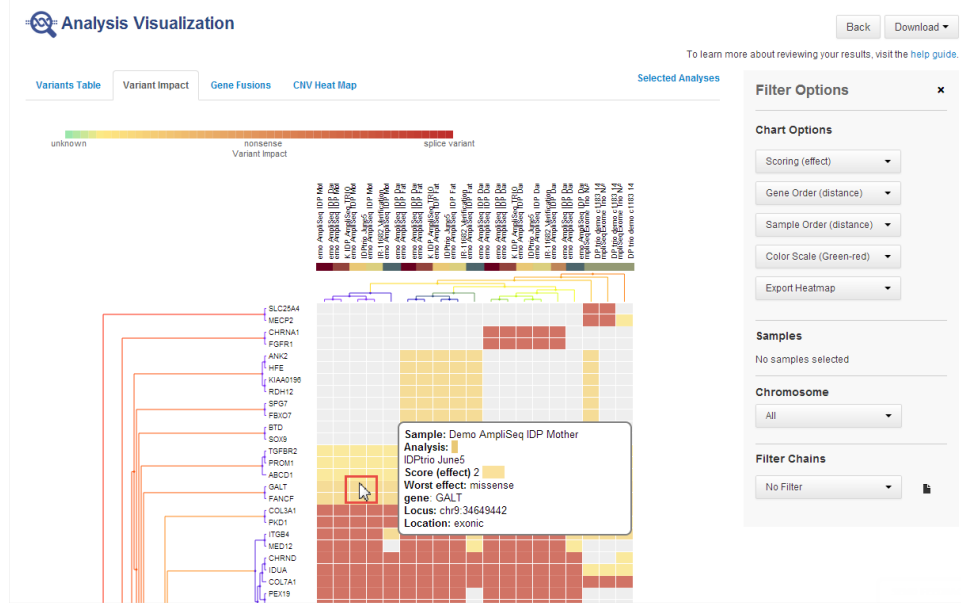 Analysis Visualization
Back
Download
To learn more about reviewing your results, visit the help guide.
Variants Table
Variant Impact
Gene Fusions
CNV Heat Map
Selected Analyses
unknown
nonsense
splice variant
Variant Impact
SLC25A4
MECP2
CHRNA1
FGFR1
ANK2
HFE
KIAA0196
RDH12
SPG7
FBXO7
BTD
SOX9
TGFBR2
PROM1
ABCD1
GALT
FANCF
COL3A1
PKD1
ITGB4
MED12
CHRND
IDUA
COL7A1
PEX19
Sample: Demo AmpliSeq IDP Mother
Analysis:
IDPtrio June5
Score (effect) 2
Worst effect: missense
gene: GALT
Locus: chr9:34649442
Location: exonic
Filter Options
×
Chart Options
Scoring (effect)
Gene Order (distance)
Sample Order (distance)
Color Scale (Green-red)
Export Heatmap
Samples
No samples selected
Chromosome
All
Filter Chains
No Filter